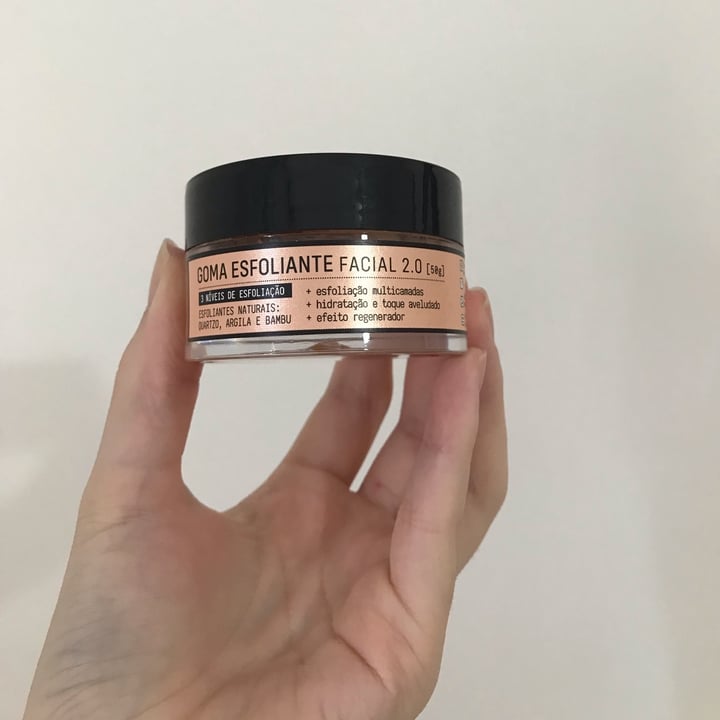 GOMA ESFOLIANTE FACIAL 2.0 [50g]
3 NÍVEIS DE ESFOLIAÇÃO
ESFOLIANTES NATURAIS:
QUARTZO, ARGILA E BAMBU
+ esfoliação multicamadas
+ hidratação e toque aveludado
+ efeito regenerador